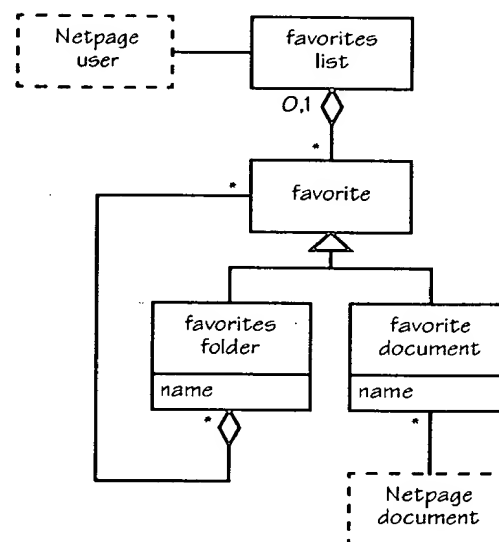 Netpage
user
favorites
list
0,1
*
*
favorite
favorites
folder
name
*
favorite
document
name
*
Netpage
document